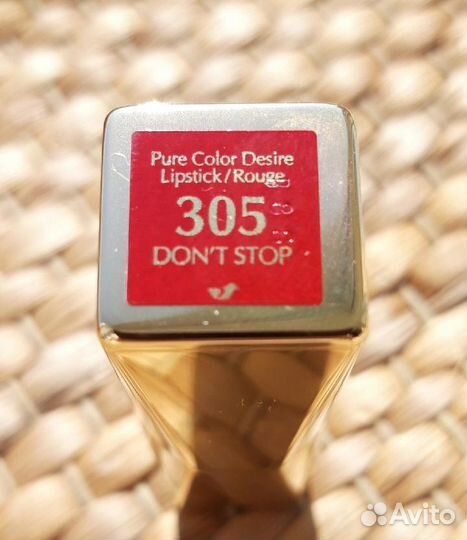 Pure Color Desire
Lipstick/Rouge
305
DON'T STOP
Avito